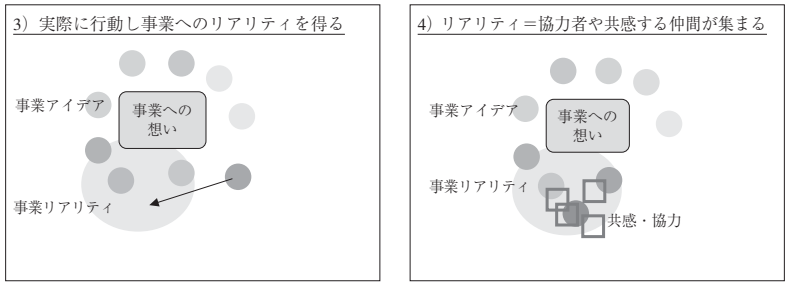 3）実際に行動し事業へのリアリティを得る
事業アイデア
事業への
想い
事業リアリティ
4）リアリティ＝協力者や共感する仲間が集まる
事業アイデア
事業への
想い
事業リアリティ
共感・協力